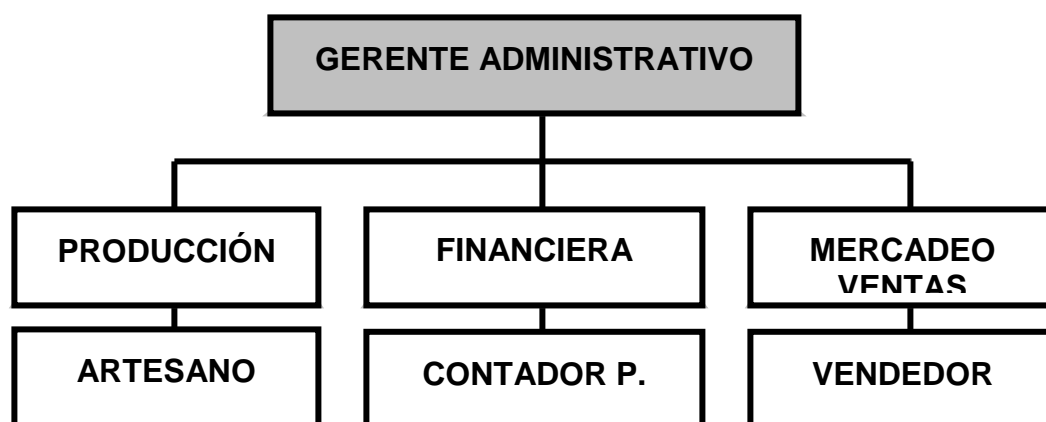 GERENTE ADMINISTRATIVO
PRODUCCIÓN
FINANCIERA
MERCADEO
VENTAS
ARTESANO
CONTADOR P.
VENDEDOR